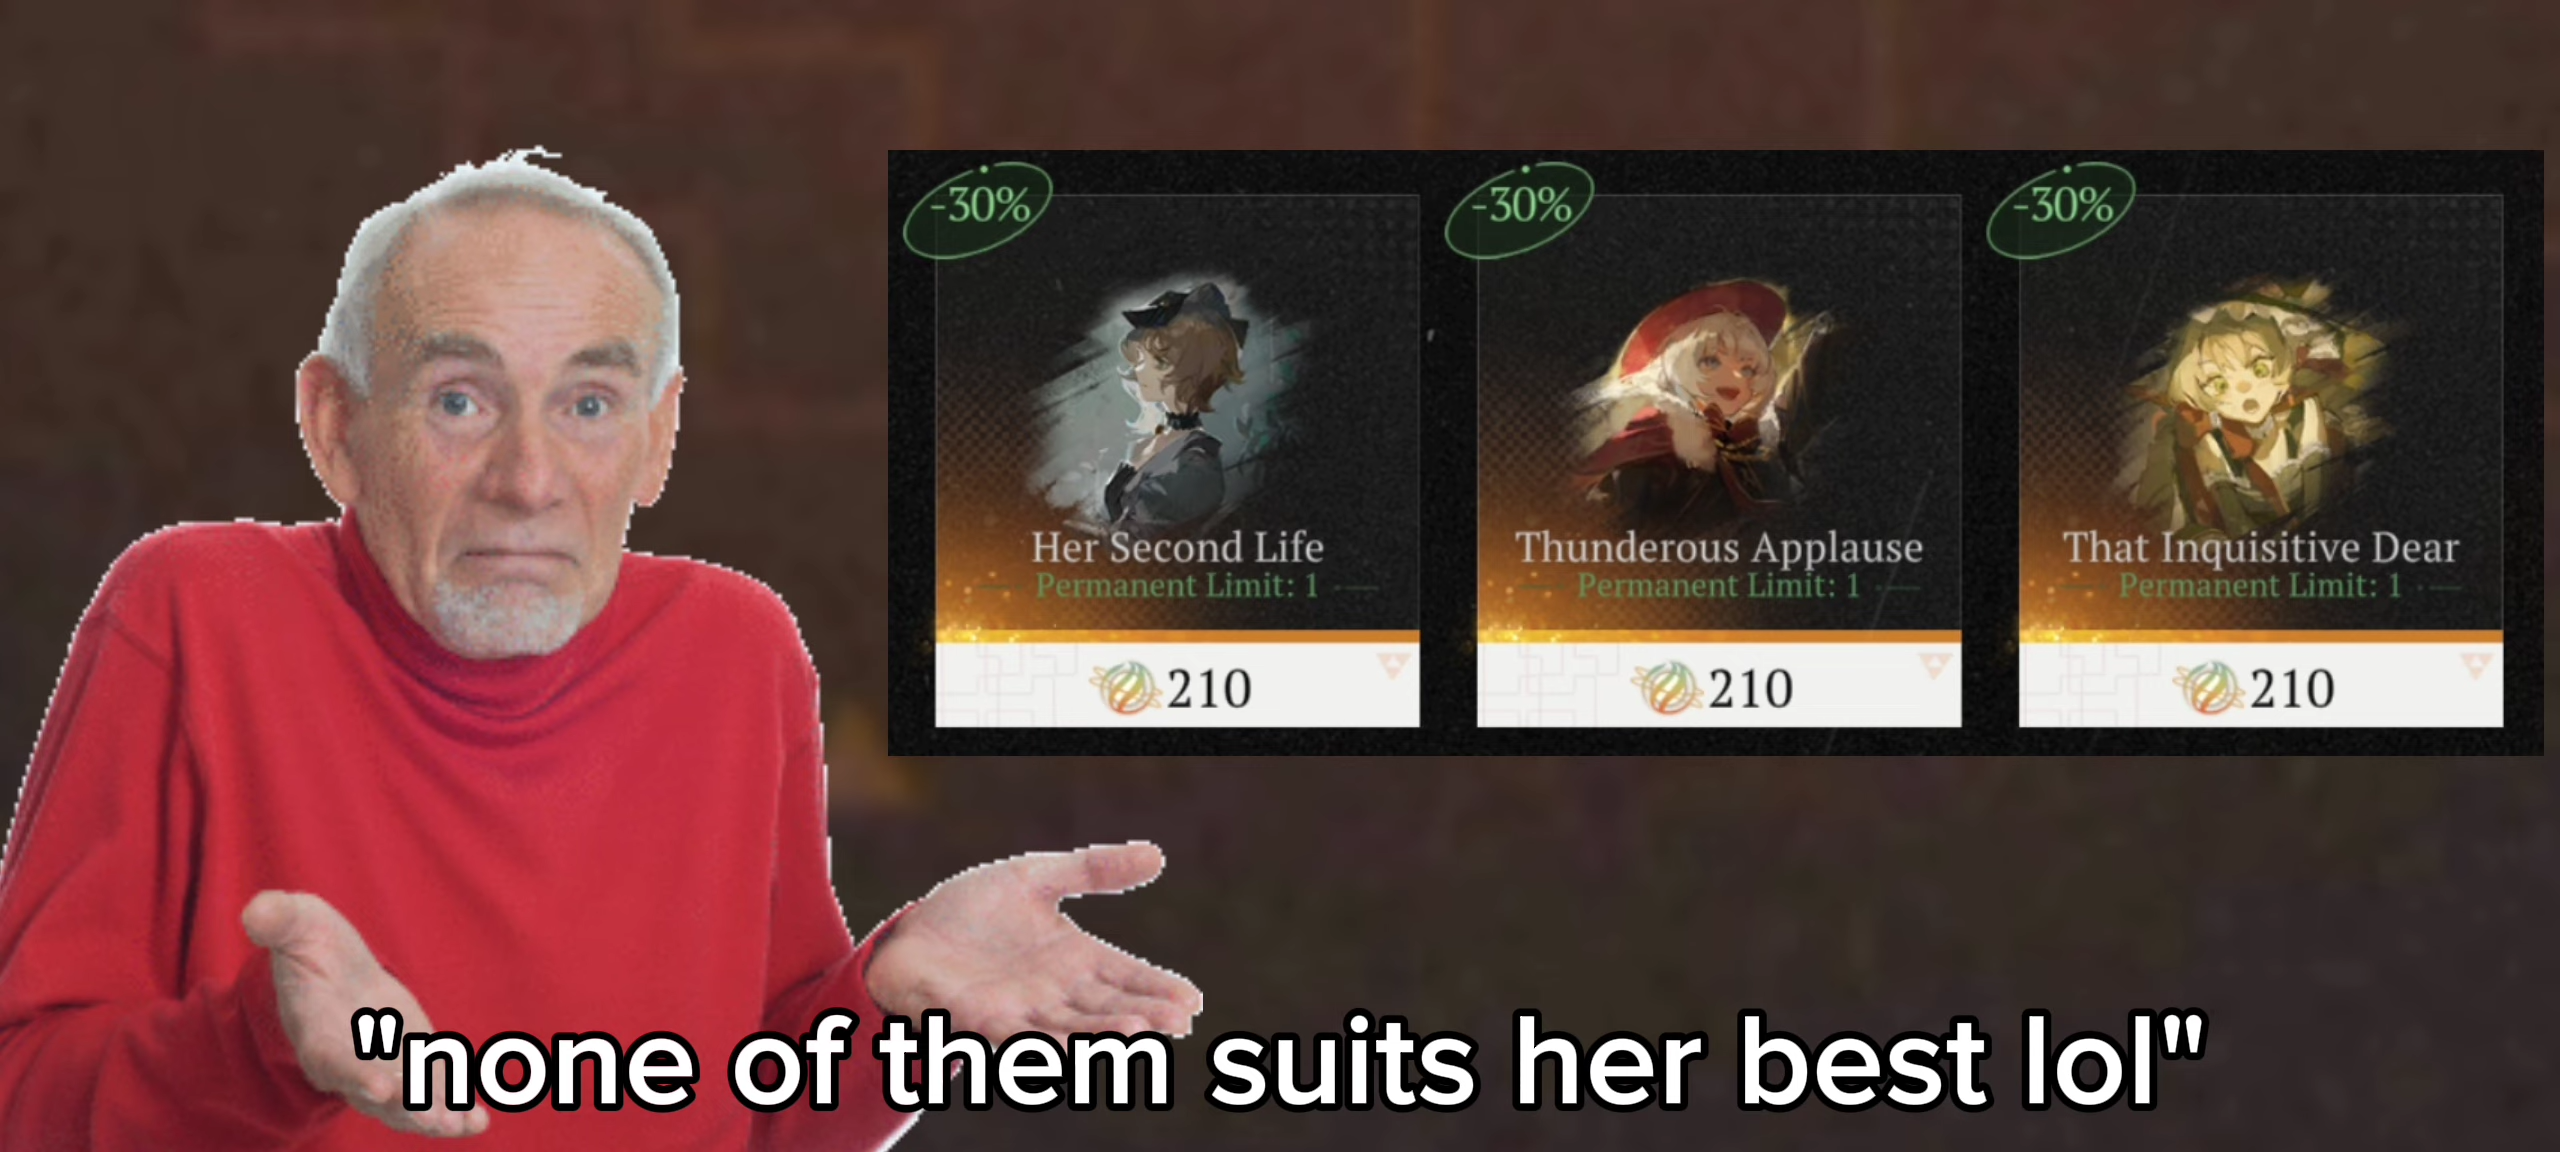 -30%
-30%
-30%
Her Second Life
Thunderous Applause
That Inquisitive Dear
Permanent Limit: 1
Permanent Limit: 1
Permanent Limit: 1
210
210
210
"none of them suits her best lol"